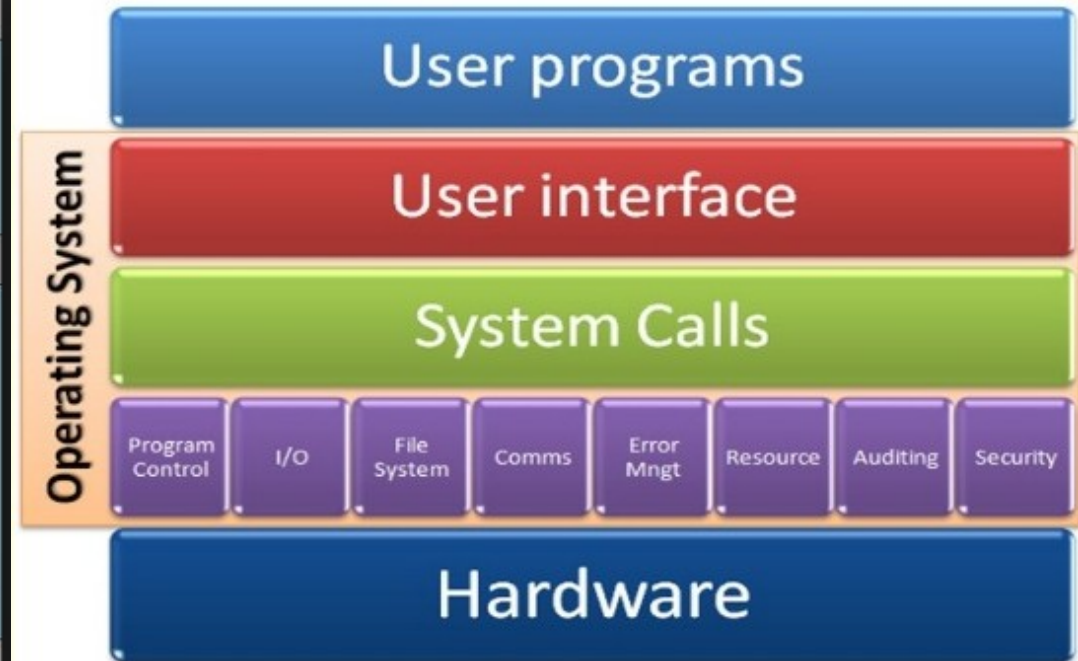 User programs
Operating System
User interface
System Calls
Program
Control
I/O
File
System
Comms
Error
Mngt
Resource
Auditing
Security
Hardware